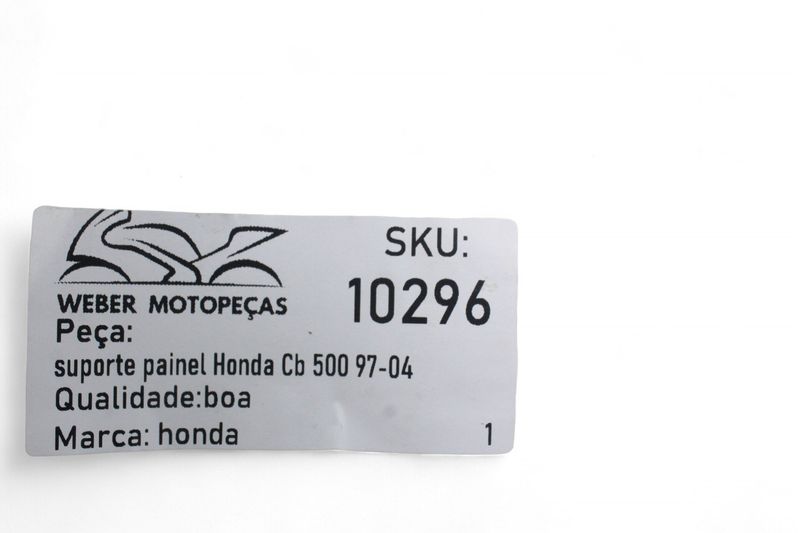 WEBER MOTOPEÇAS
SKU:
10296
Peça:
suporte painel Honda Cb 500 97-04
Qualidade:boa
Marca: honda
1